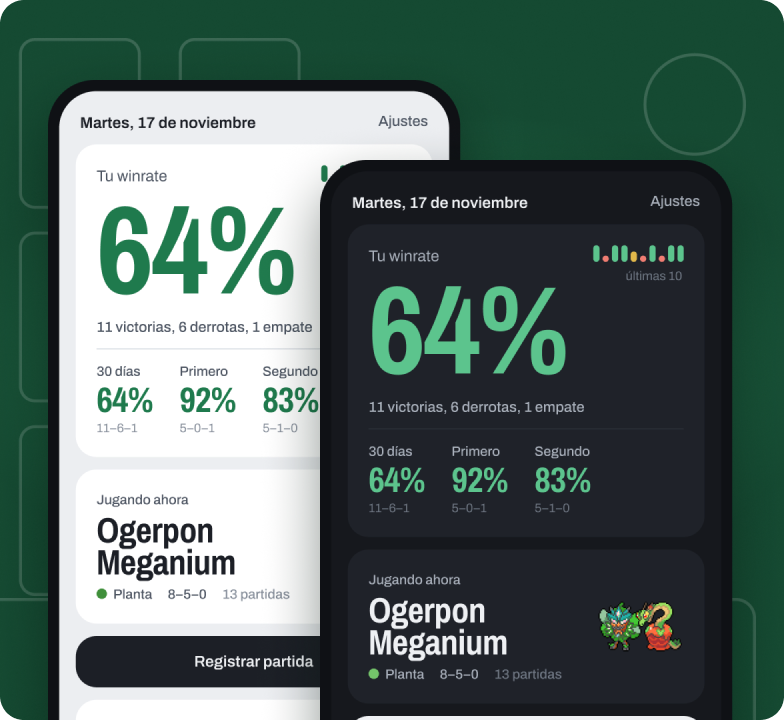 Martes, 17 de noviembre
Ajustes
Tu winrate
64%
11 victorias, 6 derrotas, 1 empate
30 días
Primero
Segundo
64%
92%
83%
11–6–1
5–0–1
5–1–0
Jugando ahora
Ogerpon
Meganium
Planta
8–5–0
13 partidas
Registrar partida
Martes, 17 de noviembre
Ajustes
Tu winrate
últimas 10
64%
11 victorias, 6 derrotas, 1 empate
30 días
Primero
Segundo
64%
92%
83%
11–6–1
5–0–1
5–1–0
Jugando ahora
Ogerpon
Meganium
Planta
8–5–0
13 partidas